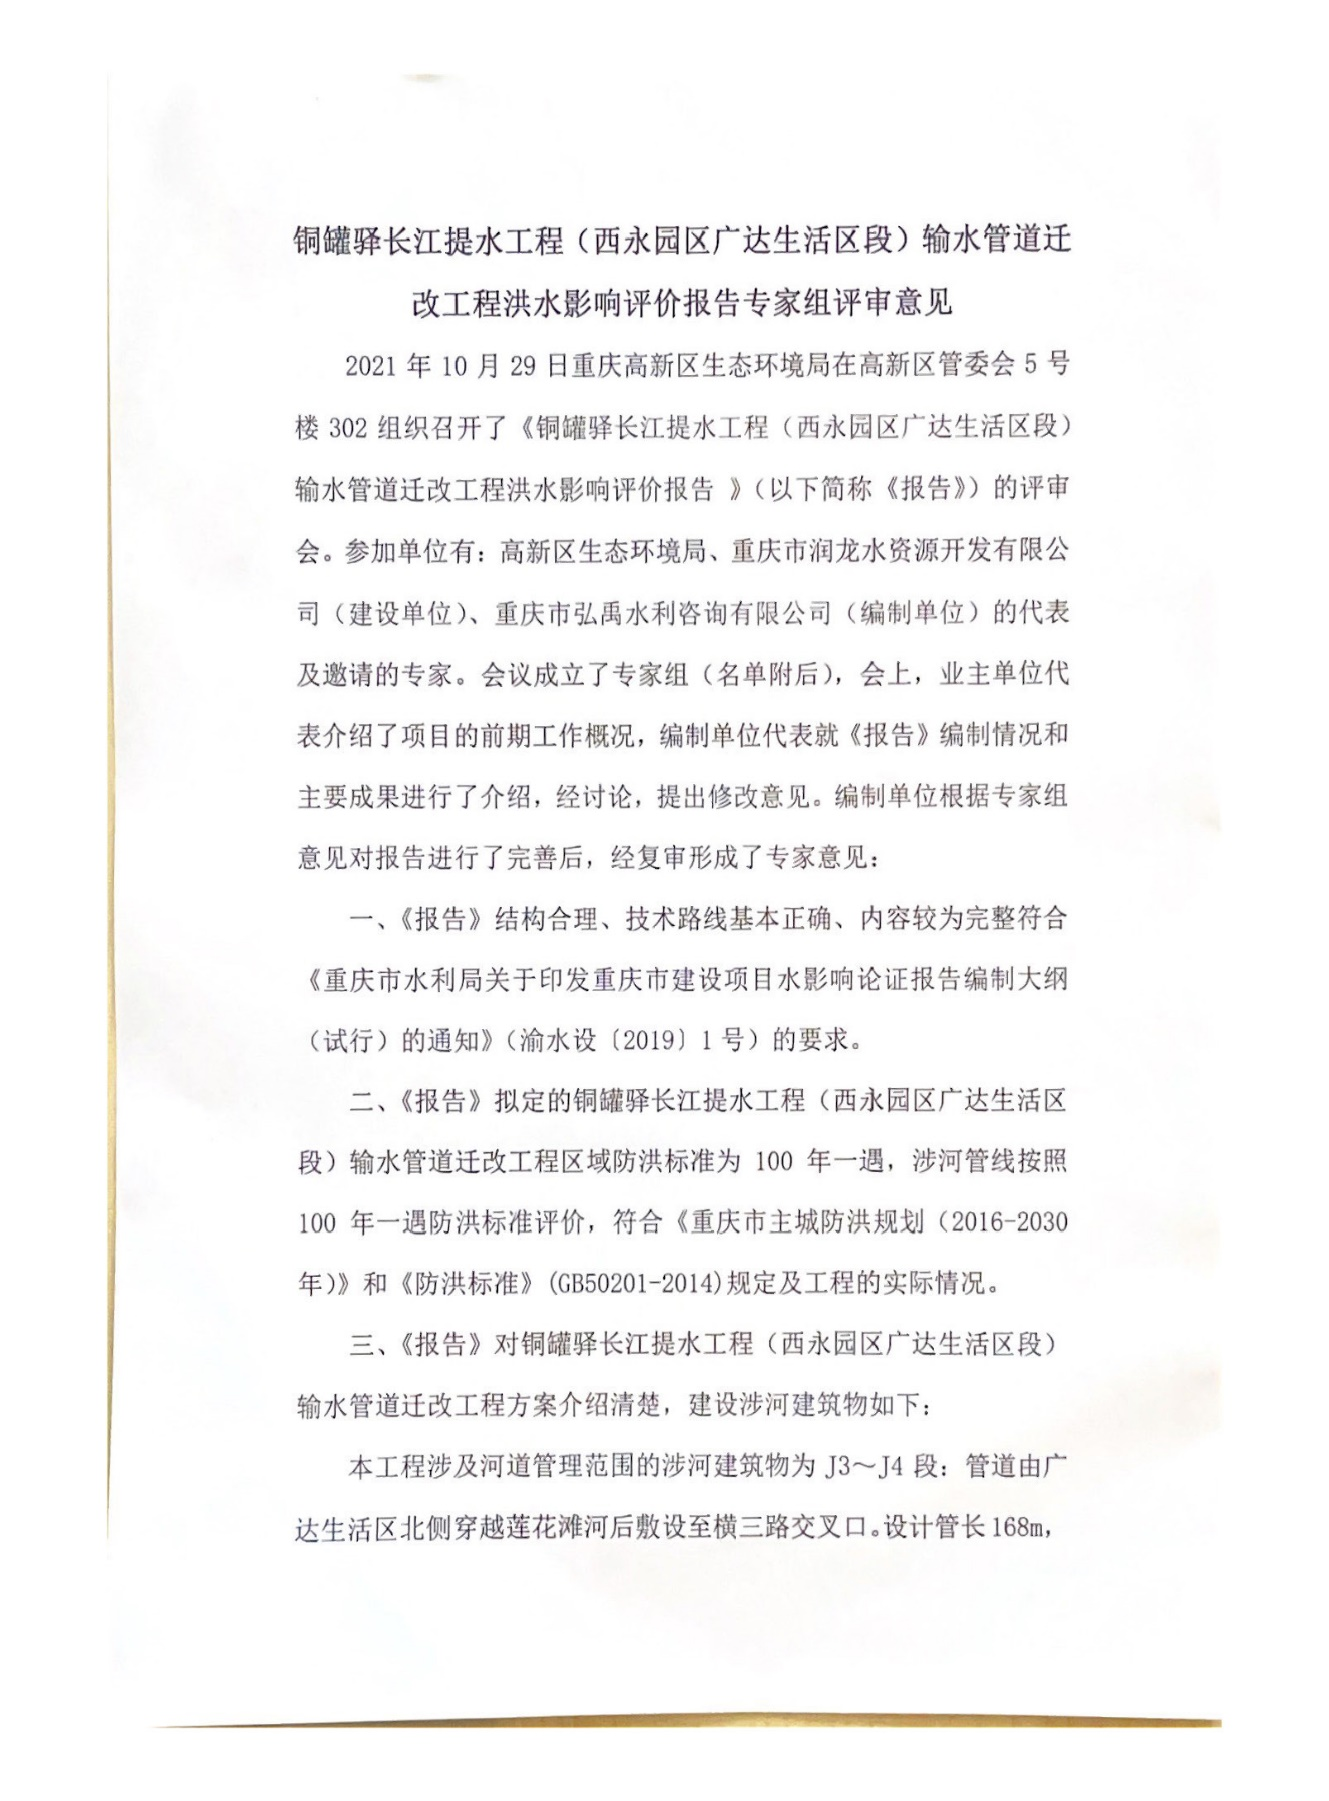 铜罐驿长江提水工程（西永园区广达生活区段）输水管道迁
改工程洪水影响评价报告专家组评审意见
2021 年 10 月 29 日重庆高新区生态环境局在高新区管委会 5 号
楼 302 组织召开了《铜罐驿长江提水工程（西永园区广达生活区段）
输水管道迁改工程洪水影响评价报告 》（以下简称《报告》）的评审
会。参加单位有：高新区生态环境局、重庆市润龙水资源开发有限公
司（建设单位）、重庆市弘禹水利咨询有限公司（编制单位）的代表
及邀请的专家。会议成立了专家组（名单附后），会上，业主单位代
表介绍了项目的前期工作概况，编制单位代表就《报告》编制情况和
主要成果进行了介绍，经讨论，提出修改意见。编制单位根据专家组
意见对报告进行了完善后，经复审形成了专家意见：
一、《报告》结构合理、技术路线基本正确、内容较为完整符合
《重庆市水利局关于印发重庆市建设项目水影响论证报告编制大纲
（试行）的通知》（渝水设〔2019〕1 号）的要求。
二、《报告》拟定的铜罐驿长江提水工程（西永园区广达生活区
段）输水管道迁改工程区域防洪标准为 100 年一遇，涉河管线按照
100 年一遇防洪标准评价，符合《重庆市主城防洪规划（2016-2030
年）》和《防洪标准》(GB50201-2014)规定及工程的实际情况。
三、《报告》对铜罐驿长江提水工程（西永园区广达生活区段）
输水管道迁改工程方案介绍清楚，建设涉河建筑物如下：
本工程涉及河道管理范围的涉河建筑物为 J3～J4 段：管道由广
达生活区北侧穿越莲花滩河后敷设至横三路交叉口。设计管长 168m，